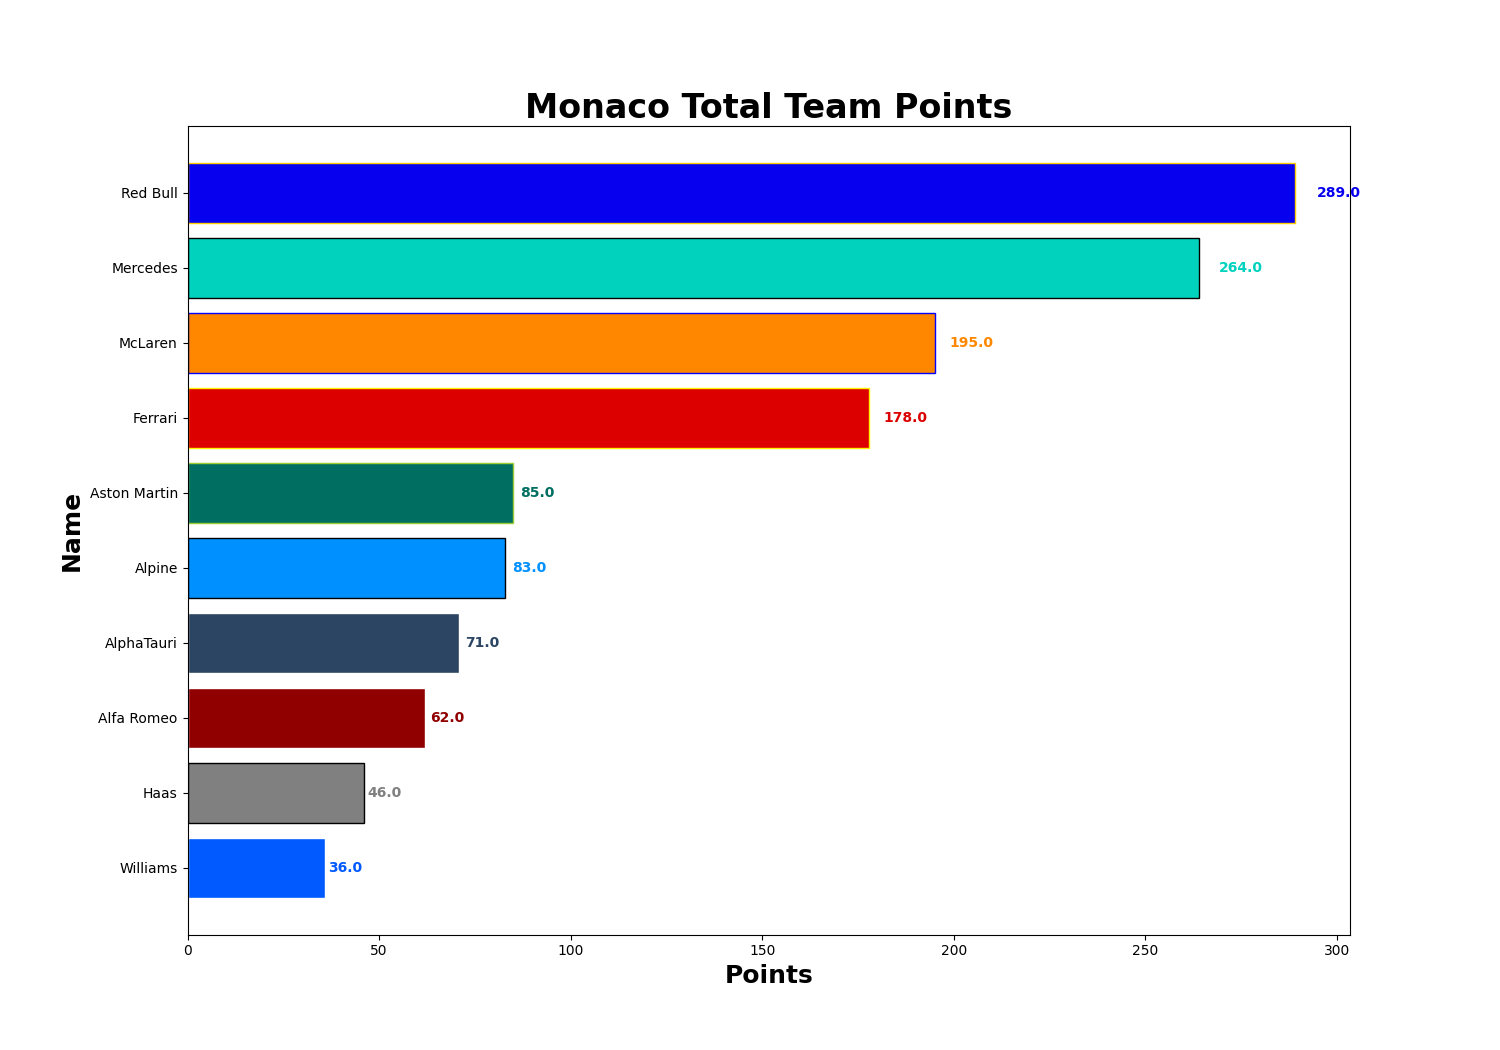 Monaco Total Team Points
Red Bull 289.0
Mercedes 264.0
McLaren 195.0
Ferrari 178.0
Aston Martin 85.0
Name
Alpine 83.0
AlphaTauri 71.0
Alfa Romeo 62.0
Haas 46.0
Williams 36.0
0 50 100 150 200 250 300
Points